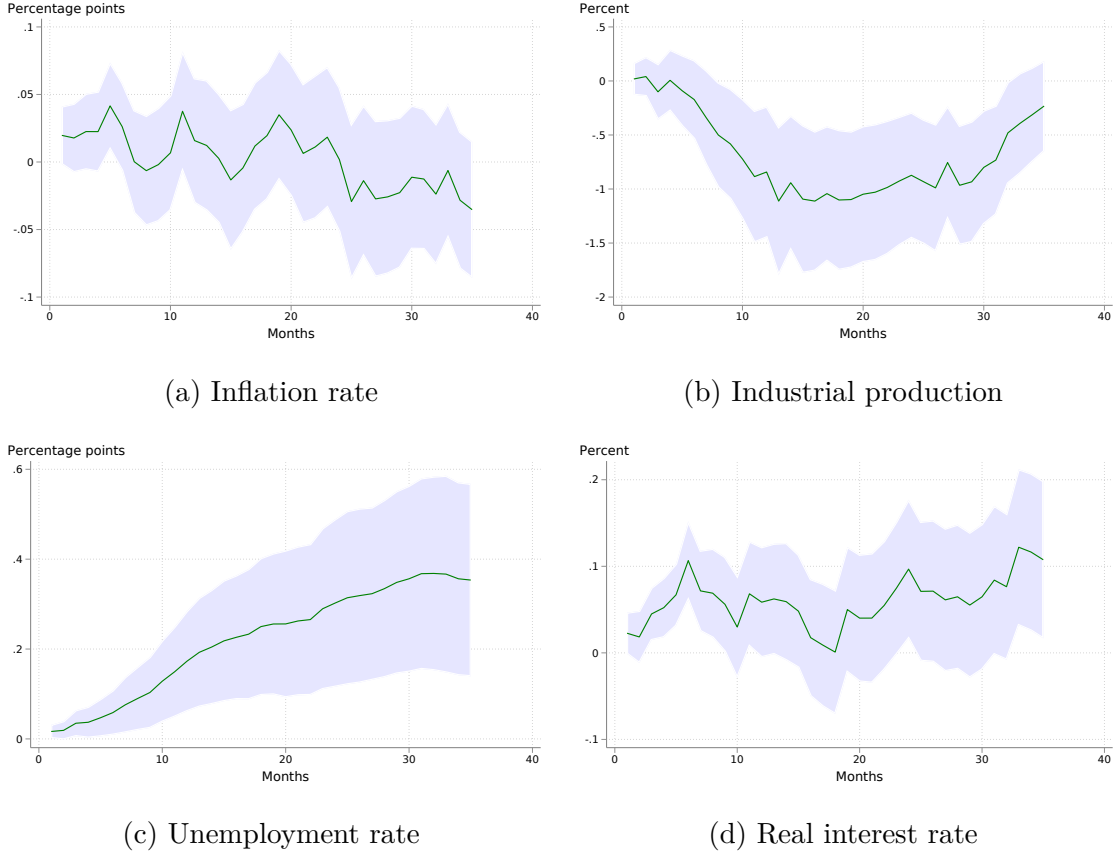 Percentage points
.1
.05
0
-.05
-.1
0 10 20 30 40
Months
(a) Inflation rate
Percent
.5
0
-.5
-1
-1.5
-2
0 10 20 30 40
Months
(b) Industrial production
Percentage points
.6
.4
.2
0
0 10 20 30 40
Months
(c) Unemployment rate
Percent
.2
.1
0
-.1
0 10 20 30 40
Months
(d) Real interest rate